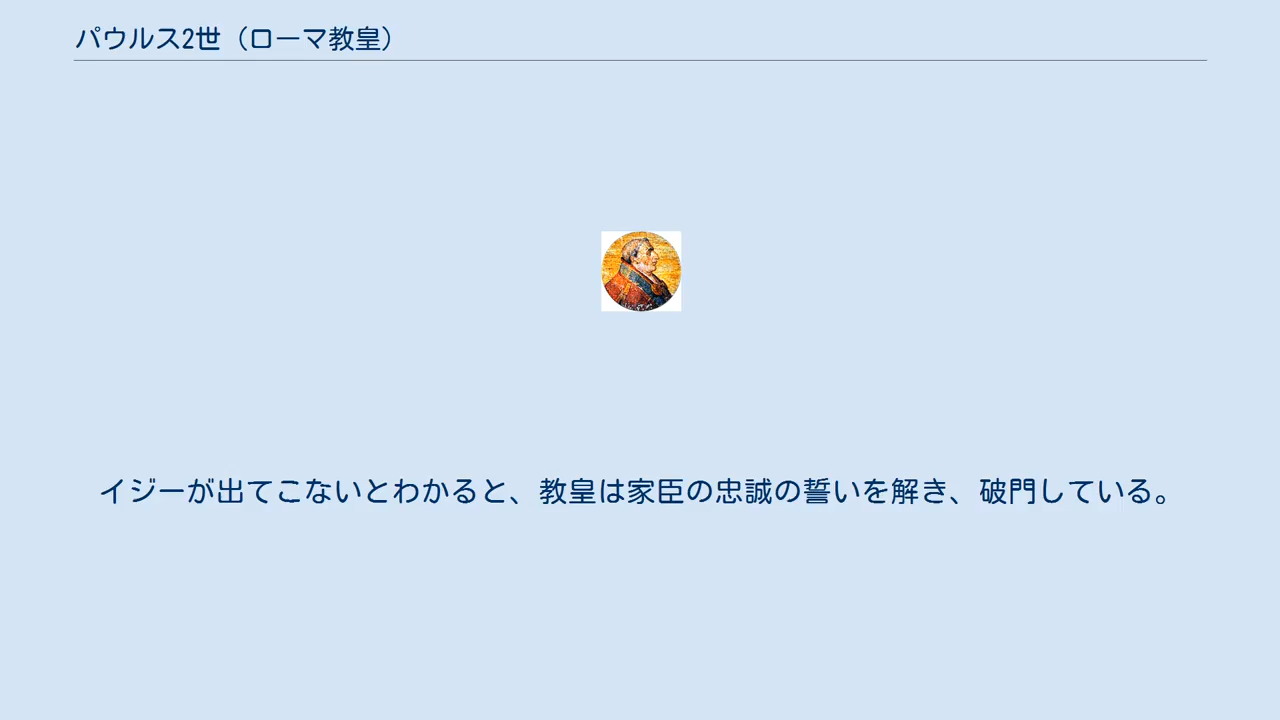 パウルス2世（ローマ教皇）
イジーが出てこないとわかると、教皇は家臣の忠誠の誓いを解き、破門している。